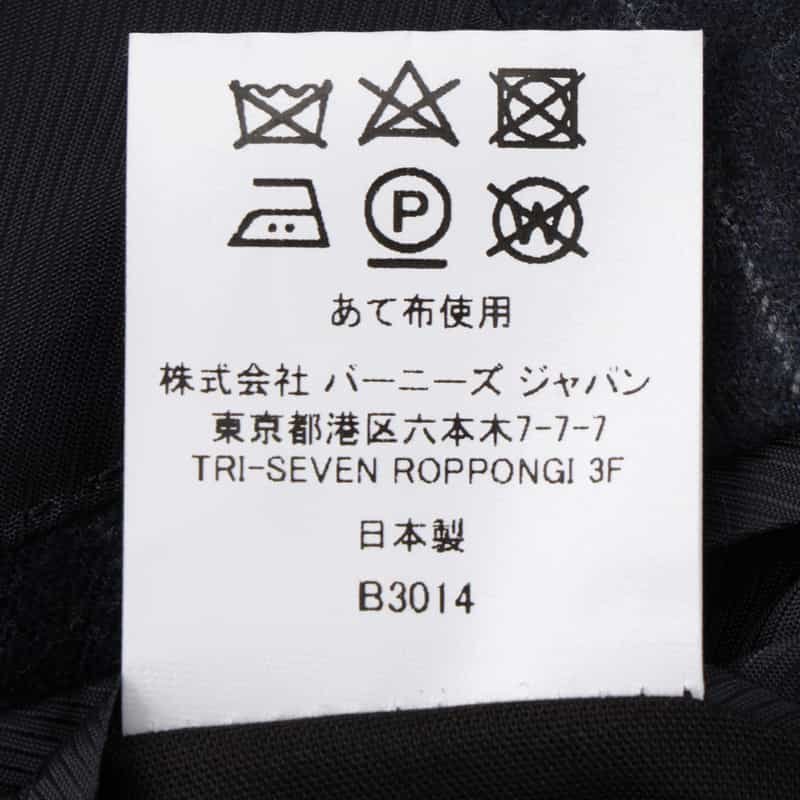 P
W
あて布使用
株式会社 バーニーズ ジャパン
東京都港区六本木7-7-7
TRI-SEVEN ROPPONGI 3F
日本製
B3014